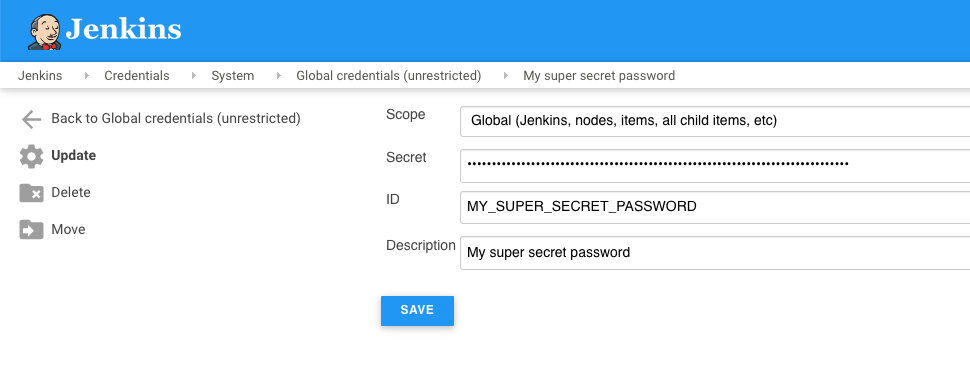 Jenkins
Jenkins Credentials System Global credentials (unrestricted) My super secret password
Back to Global credentials (unrestricted)
Update
Delete
Move
Scope Global (Jenkins, nodes, items, all child items, etc)
Secret
ID MY_SUPER_SECRET_PASSWORD
Description My super secret password
SAVE